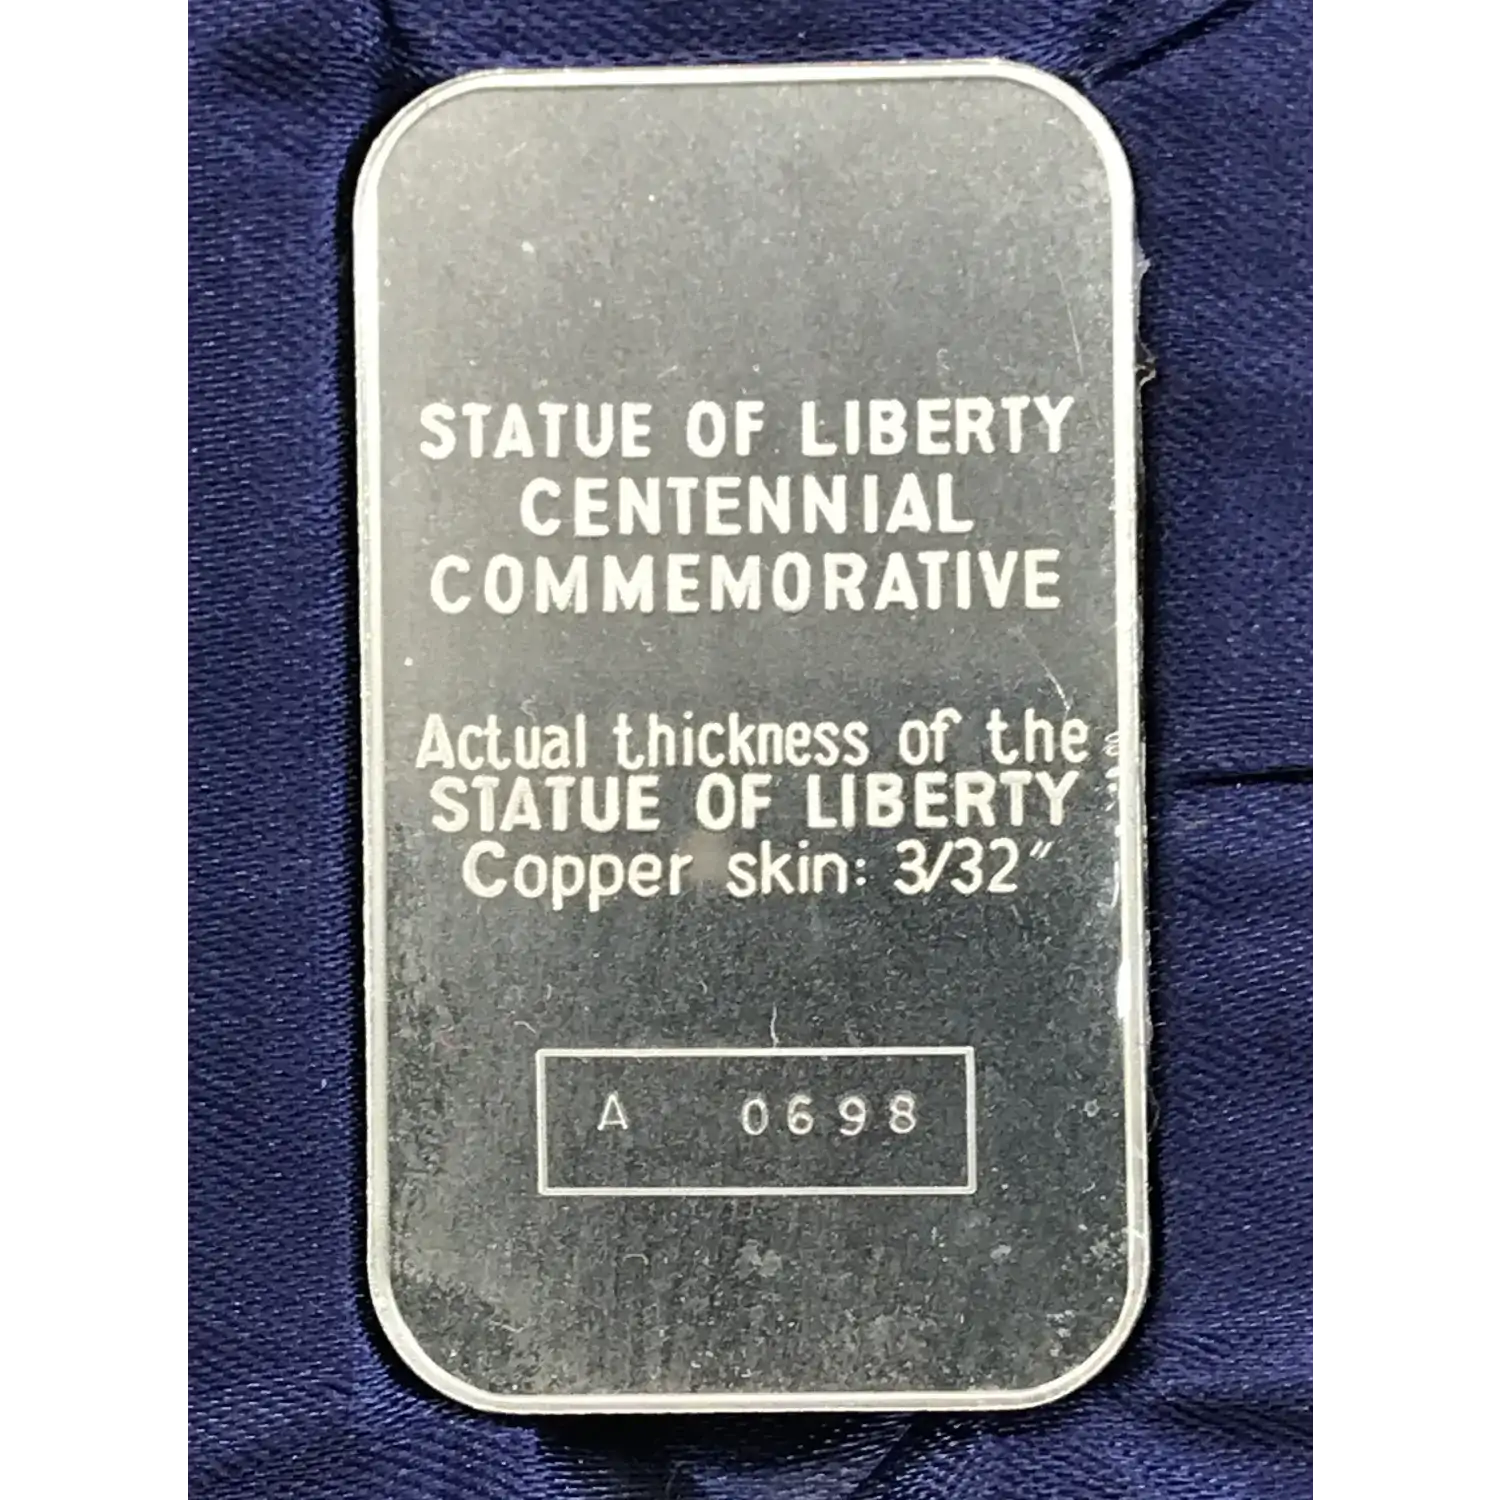 STATUE OF LIBERTY
CENTENNIAL
COMMEMORATIVE
Actual thickness of the
STATUE OF LIBERTY
Copper skin: 3/32"
A 0698